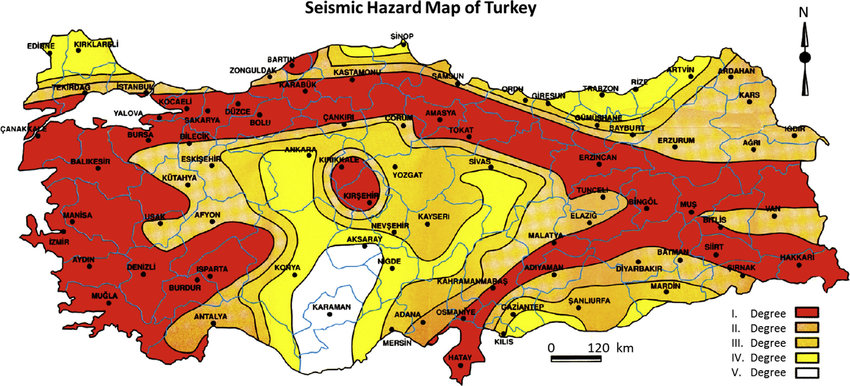 Seismic Hazard Map of Turkey
N
SİNOP
EDİRNE
KIRKLARELİ
BARTIN
ZONGULDAK
KASTAMONU
SAMSUN
ARTVİN
ARDAHAN
TEKİRDAĞ
İSTANBUL
KARABÜK
ORDU
GİRESUN
TRABZON
RİZE
KARS
YALOVA
KOCAELİ
SAKARYA
DÜZCE
BOLU
ÇANKIRI
ÇORUM
AMASYA
TOKAT
GÜMÜŞHANE
BAYBURT
IĞDIR
ÇANAKKALE
BURSA
BİLECİK
ERZURUM
AĞRI
BALIKESİR
ESKİŞEHİR
ANKARA
KIRIKKALE
YOZGAT
SİVAS
ERZİNCAN
KÜTAHYA
KIRŞEHİR
TUNCELİ
BİNGÖL
MUŞ
MANİSA
UŞAK
AFYON
NEVŞEHİR
KAYSERİ
ELAZIĞ
BİTLİS
VAN
İZMİR
AKSARAY
MALATYA
AYDIN
DENİZLİ
ISPARTA
BURDUR
KONYA
NİĞDE
ADIYAMAN
DİYARBAKIR
BATMAN
SİİRT
ŞIRNAK
HAKKARİ
MUĞLA
KARAMAN
KAHRAMANMARAŞ
MARDİN
ANTALYA
ADANA
OSMANİYE
GAZİANTEP
ŞANLIURFA
MERSİN
KİLİS
HATAY
0 120 km
I. Degree
II. Degree
III. Degree
IV. Degree
V. Degree